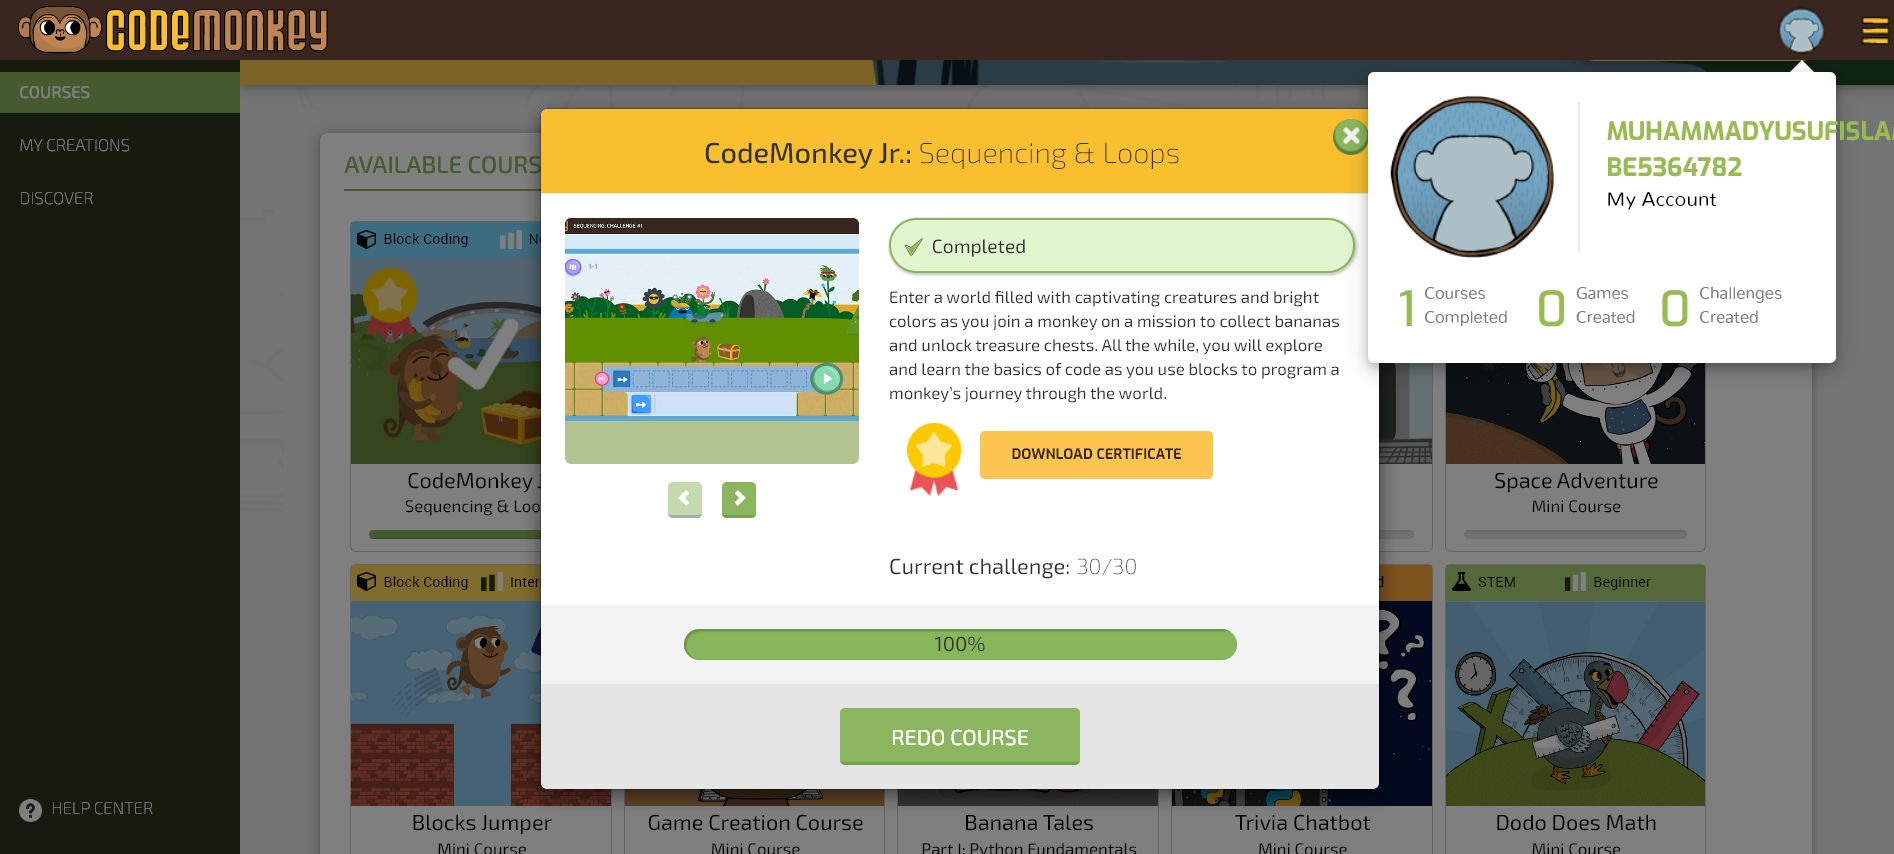 CODEMONKEY
COURSES
MY CREATIONS
DISCOVER
HELP CENTER
AVAILABLE COURS
Block Coding
CodeMonkey J
Sequencing & Loo
Block Coding
Inter
Blocks Jumper
Mini Course
Game Creation Course
Mini Course
Banana Tales
Part I: Python Fundamentals
Trivia Chatbot
Mini Course
Space Adventure
Mini Course
STEM
Beginner
Dodo Does Math
Mini Course
CodeMonkey Jr.: Sequencing & Loops
SEQUENCING: CHALLENGE #1
1-1
Completed
Enter a world filled with captivating creatures and bright
colors as you join a monkey on a mission to collect bananas
and unlock treasure chests. All the while, you will explore
and learn the basics of code as you use blocks to program a
monkey's journey through the world.
DOWNLOAD CERTIFICATE
Current challenge: 30/30
100%
REDO COURSE
MUHAMMADYUSUFISLA
BE5364782
My Account
1 Courses Completed
0 Games Created
0 Challenges Created